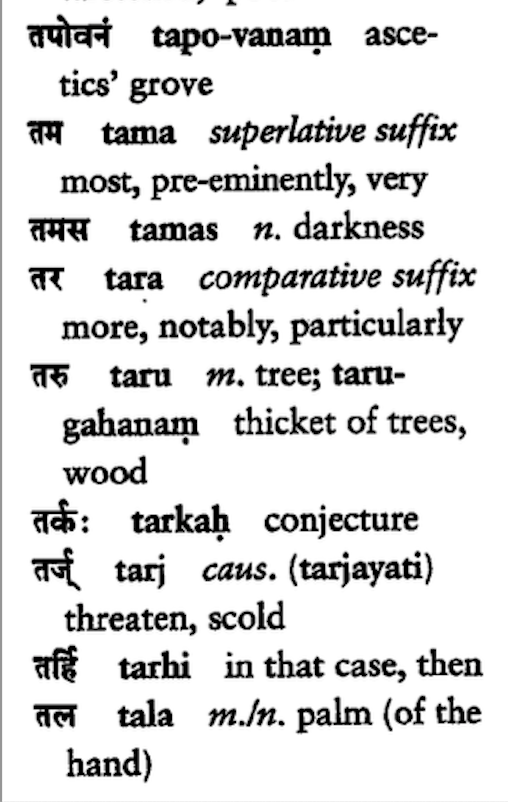 तपोवनं tapo-vanaṃ asce-
tics’ grove
तम tama superlative suffix
most, pre-eminently, very
तमस tamas n. darkness
तर tara comparative suffix
more, notably, particularly
तरु taru m. tree; taru-
gahanaṃ thicket of trees,
wood
तर्कः tarkaḥ conjecture
तर्ज् tarj caus. (tarjayati)
threaten, scold
तर्हि tarhi in that case, then
तल tala m./n. palm (of the
hand)